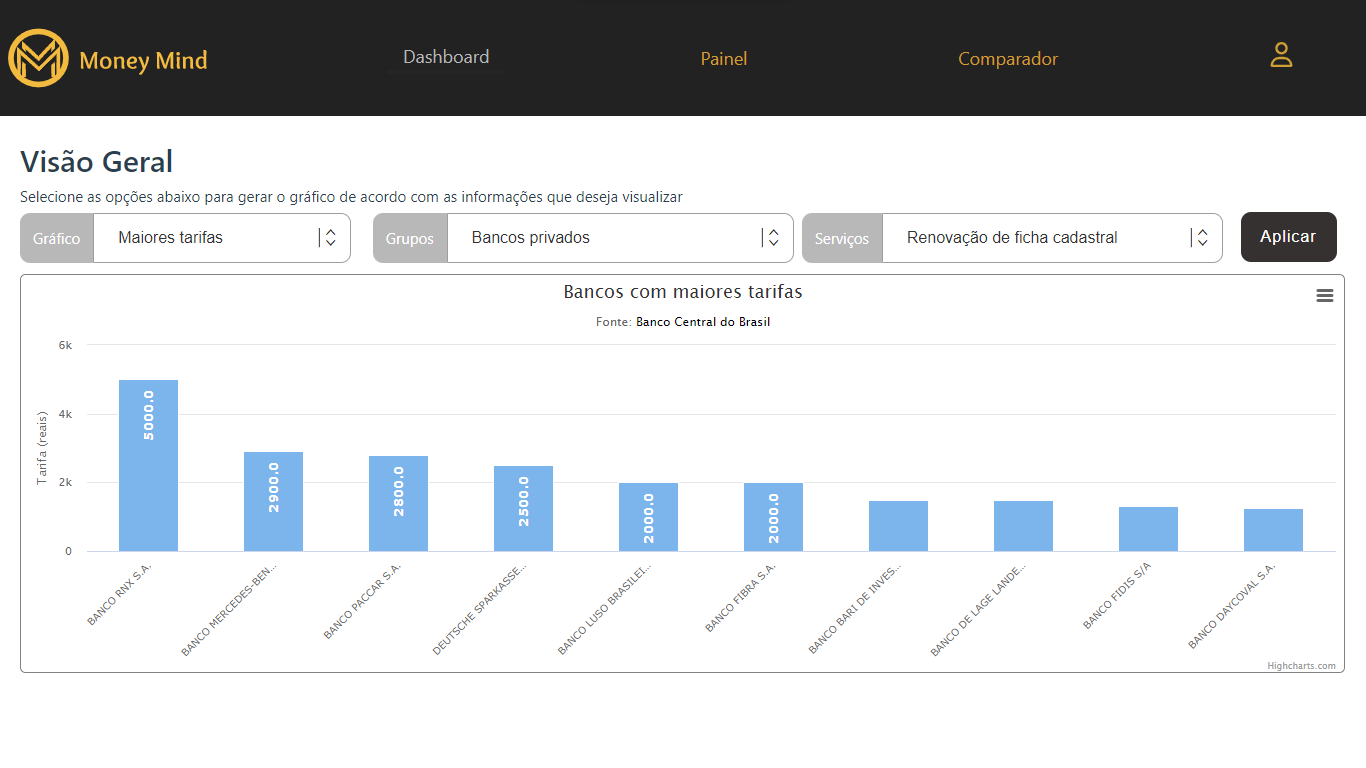 Money Mind
Dashboard
Painel
Comparador
Visão Geral
Selecione as opções abaixo para gerar o gráfico de acordo com as informações que deseja visualizar
Gráfico
Maiores tarifas
Grupos
Bancos privados
Serviços
Renovação de ficha cadastral
Aplicar
Bancos com maiores tarifas
Fonte: Banco Central do Brasil
Tarifa (reais)
6k
4k
2k
0
5000.0
2900.0
2800.0
2500.0
2000.0
2000.0
BANCO RNX S.A.
BANCO MERCEDES-BEN...
BANCO PACCAR S.A.
DEUTSCHE SPARKASSE...
BANCO LUSO BRASILEI...
BANCO FIBRA S.A.
BANCO BARI DE INVES...
BANCO DE LAGE LANDE...
BANCO FIDIS S/A
BANCO DAYCOVAL S.A.
Highcharts.com